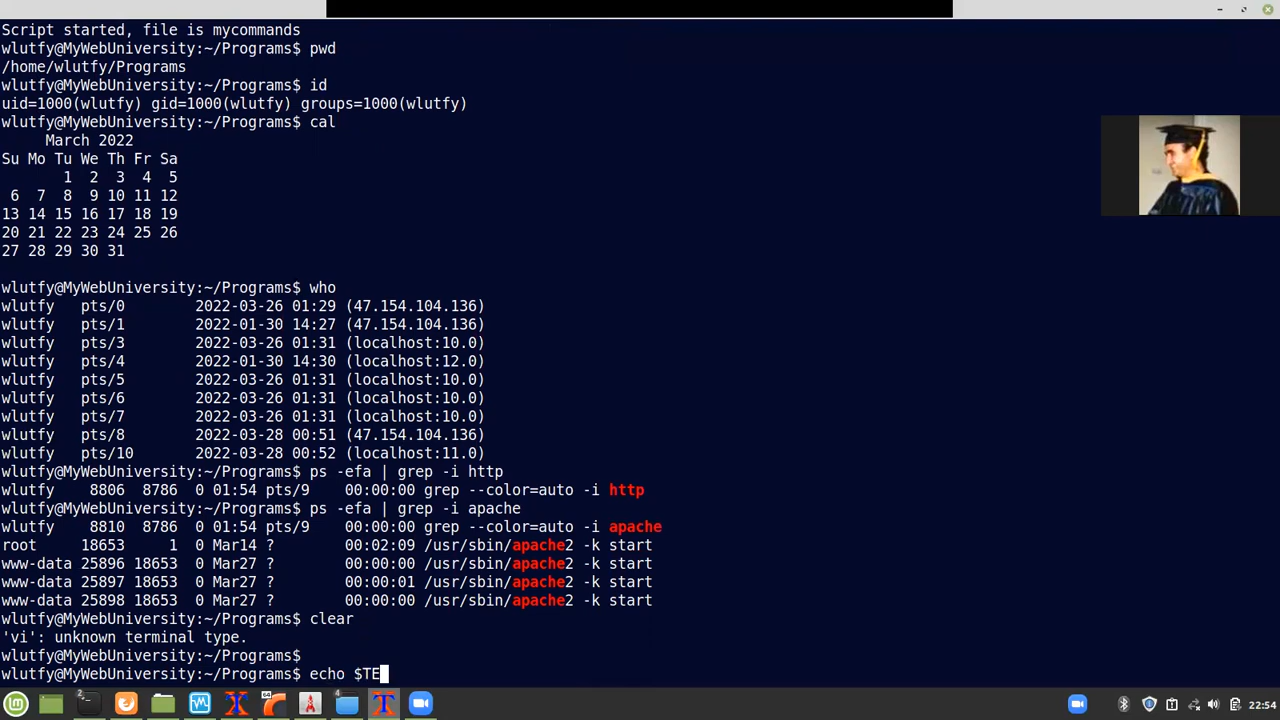 Script started, file is mycommands
wlutfy@MyWebUniversity:~/Programs$ pwd
/home/wlutfy/Programs
wlutfy@MyWebUniversity:~/Programs$ id
uid=1000(wlutfy) gid=1000(wlutfy) groups=1000(wlutfy)
wlutfy@MyWebUniversity:~/Programs$ cal
     March 2022
Su Mo Tu We Th Fr Sa
       1  2  3  4  5
 6  7  8  9 10 11 12
13 14 15 16 17 18 19
20 21 22 23 24 25 26
27 28 29 30 31
wlutfy@MyWebUniversity:~/Programs$ who
wlutfy   pts/0        2022-03-26 01:29 (47.154.104.136)
wlutfy   pts/1        2022-01-30 14:27 (47.154.104.136)
wlutfy   pts/3        2022-03-26 01:31 (localhost:10.0)
wlutfy   pts/4        2022-01-30 14:30 (localhost:12.0)
wlutfy   pts/5        2022-03-26 01:31 (localhost:10.0)
wlutfy   pts/6        2022-03-26 01:31 (localhost:10.0)
wlutfy   pts/7        2022-03-26 01:31 (localhost:10.0)
wlutfy   pts/8        2022-03-28 00:51 (47.154.104.136)
wlutfy   pts/10       2022-03-28 00:52 (localhost:11.0)
wlutfy@MyWebUniversity:~/Programs$ ps -efa | grep -i http
wlutfy    8806  8786  0 01:54 pts/9    00:00:00 grep --color=auto -i http
wlutfy@MyWebUniversity:~/Programs$ ps -efa | grep -i apache
wlutfy    8810  8786  0 01:54 pts/9    00:00:00 grep --color=auto -i apache
root     18653     1  0 Mar14 ?        00:02:09 /usr/sbin/apache2 -k start
www-data 25896 18653  0 Mar27 ?        00:00:00 /usr/sbin/apache2 -k start
www-data 25897 18653  0 Mar27 ?        00:00:01 /usr/sbin/apache2 -k start
www-data 25898 18653  0 Mar27 ?        00:00:00 /usr/sbin/apache2 -k start
wlutfy@MyWebUniversity:~/Programs$ clear
'vi': unknown terminal type.
wlutfy@MyWebUniversity:~/Programs$
wlutfy@MyWebUniversity:~/Programs$ echo $TE
2
64
4
22:54